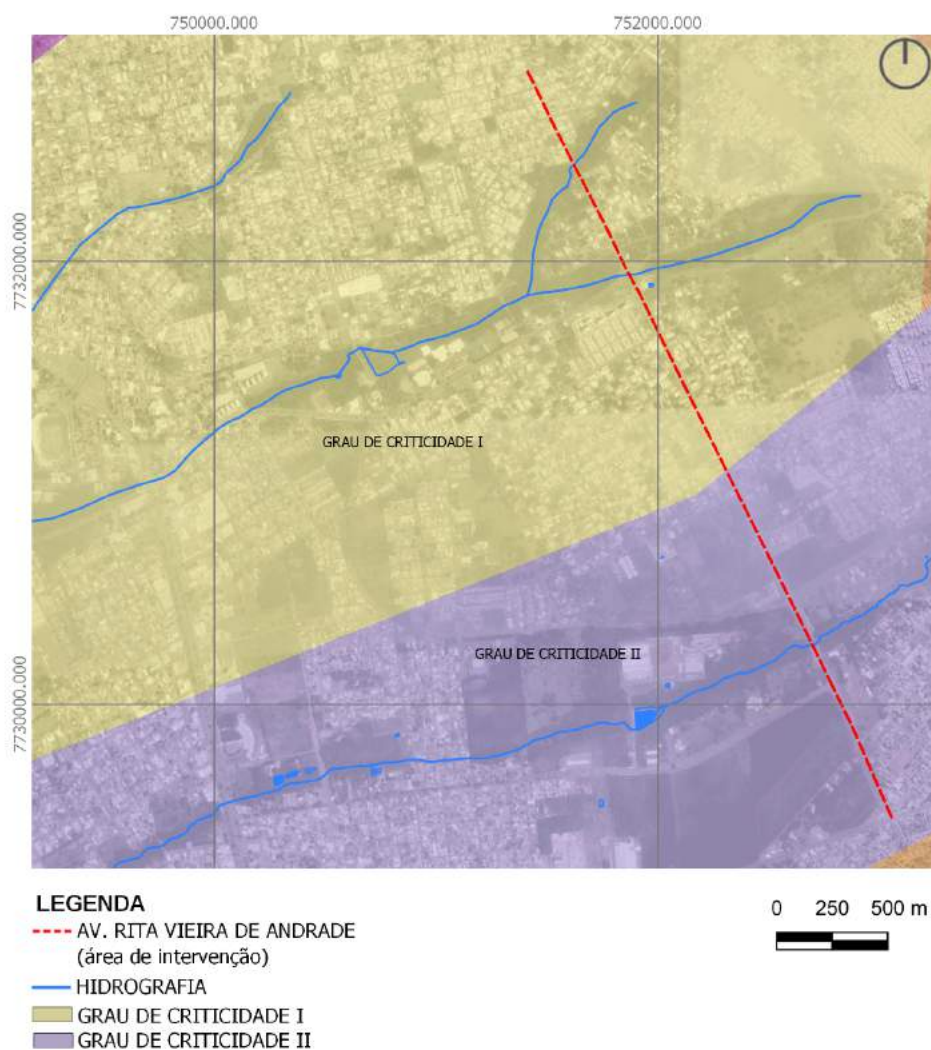 750000.000
752000.000
7732000.000
GRAU DE CRITICIDADE I
GRAU DE CRITICIDADE II
7730000.000
LEGENDA
AV. RITA VIEIRA DE ANDRADE
(área de intervenção)
HIDROGRAFIA
GRAU DE CRITICIDADE I
GRAU DE CRITICIDADE II
0 250 500 m